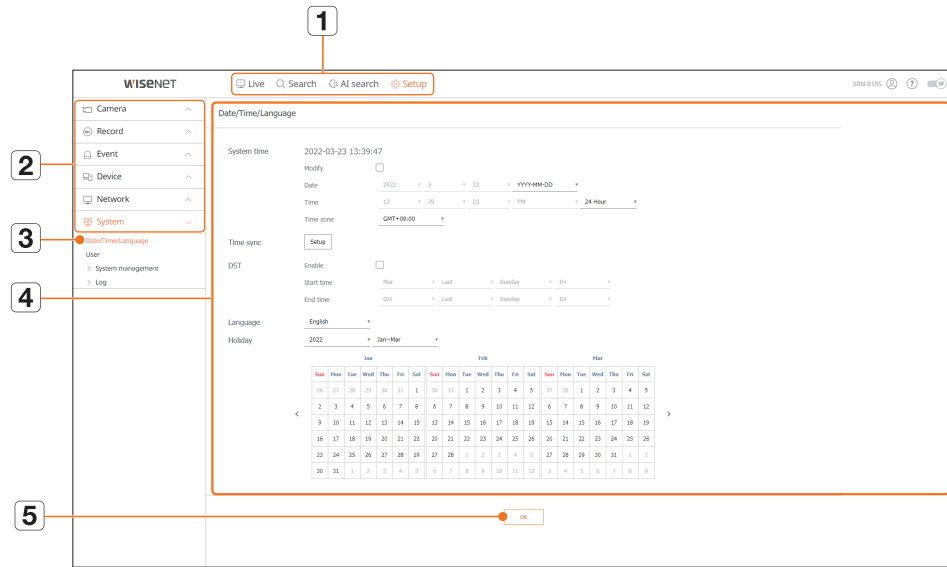 1
WISENET Live Search AI search Setup XRN-815S ? W
Camera
Date/Time/Language
Record
2
Event
System time 2022-03-23 13:39:47
Modify
Device
Date 2022 3 23 YYYY-MM-DD
Network
Time 13 39 23 PM 24 Hour
System
Time zone GMT+09:00
3
Date/Time/Language
Time sync Setup
User
System management
DST Enable
Log
Start time Mar Last Sunday 1H
4
End time Oct Last Sunday 1H
Language English
Holiday 2022 Jan~Mar
Jan Feb Mar
Sun Mon Tue Wed Thu Fri Sat Sun Mon Tue Wed Thu Fri Sat Sun Mon Tue Wed Thu Fri Sat
26 27 28 29 30 31 1 30 31 1 2 3 4 5 27 28 1 2 3 4 5
2 3 4 5 6 7 8 6 7 8 9 10 11 12 6 7 8 9 10 11 12
< 9 10 11 12 13 14 15 13 14 15 16 17 18 19 13 14 15 16 17 18 19 >
16 17 18 19 20 21 22 20 21 22 23 24 25 26 20 21 22 23 24 25 26
23 24 25 26 27 28 29 27 28 1 2 3 4 5 27 28 29 30 31 1 2
30 31 1 2 3 4 5 6 7 8 9 10 11 12 3 4 5 6 7 8 9
5
Ok